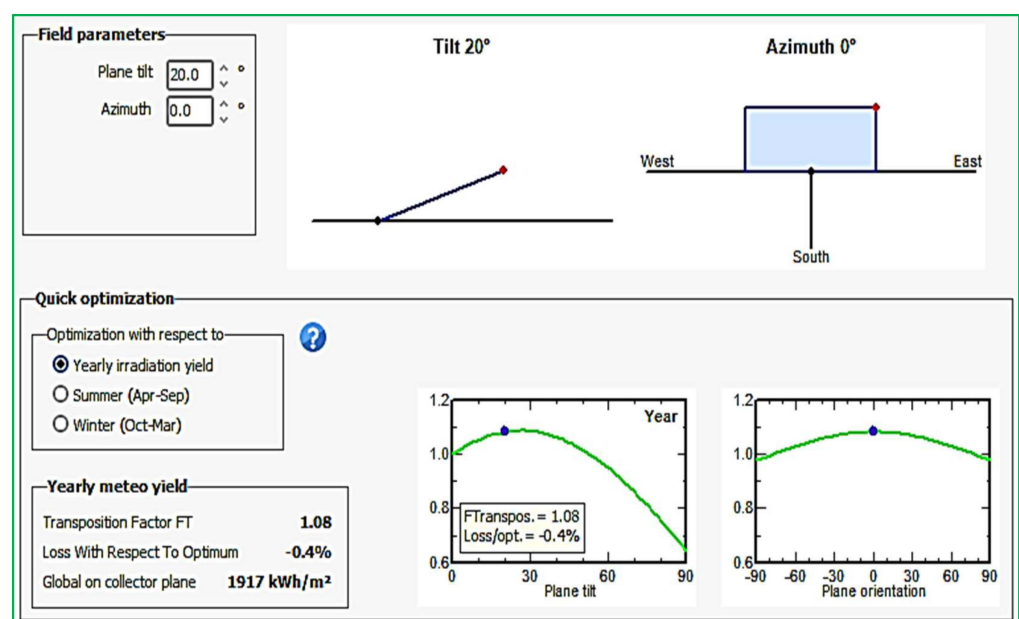 Field parameters
Plane tilt 20.0 °
Azimuth 0.0 °
Tilt 20°
Azimuth 0°
West
East
South
Quick optimization
Optimization with respect to
Yearly irradiation yield
Summer (Apr-Sep)
Winter (Oct-Mar)
?
Yearly meteo yield
Transposition Factor FT 1.08
Loss With Respect To Optimum -0.4%
Global on collector plane 1917 kWh/m²
Year
1.2
1.0
0.8
0.6
FTranspos.= 1.08
Loss/opt.= -0.4%
0 30 60 90
Plane tilt
1.2
1.0
0.8
0.6
-90 -60 -30 0 30 60 90
Plane orientation